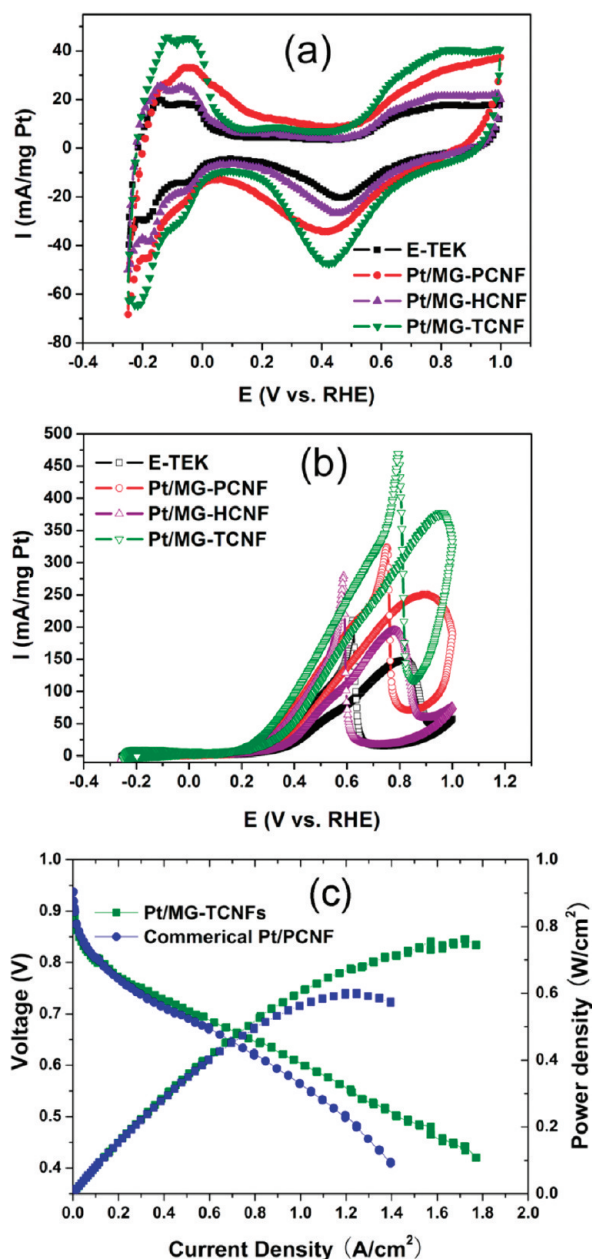 (a)
40
20
0
-20
-40
-60
-80
I (mA/mg Pt)
E-TEK
Pt/MG-PCNF
Pt/MG-HCNF
Pt/MG-TCNF
-0.4 -0.2 0.0 0.2 0.4 0.6 0.8 1.0
E (V vs. RHE)
(b)
500
450
400
350
300
250
200
150
100
50
0
I (mA/mg Pt)
E-TEK
Pt/MG-PCNF
Pt/MG-HCNF
Pt/MG-TCNF
-0.4 -0.2 0.0 0.2 0.4 0.6 0.8 1.0 1.2
E (V vs. RHE)
(c)
1.0
0.9
0.8
0.7
0.6
0.5
0.4
Voltage (V)
Pt/MG-TCNFs
Commerical Pt/PCNF
1.0
0.8
0.6
0.4
0.2
0.0
Power density (W/cm²)
0.0 0.2 0.4 0.6 0.8 1.0 1.2 1.4 1.6 1.8 2.0
Current Density (A/cm²)